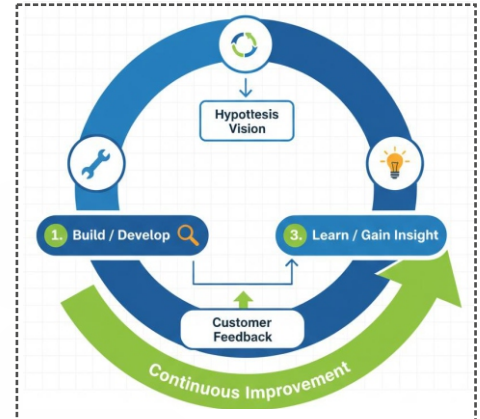 Hypottesis
Vision
1. Build / Develop
3. Learn / Gain Insight
Customer
Feedback
Continuous Improvement